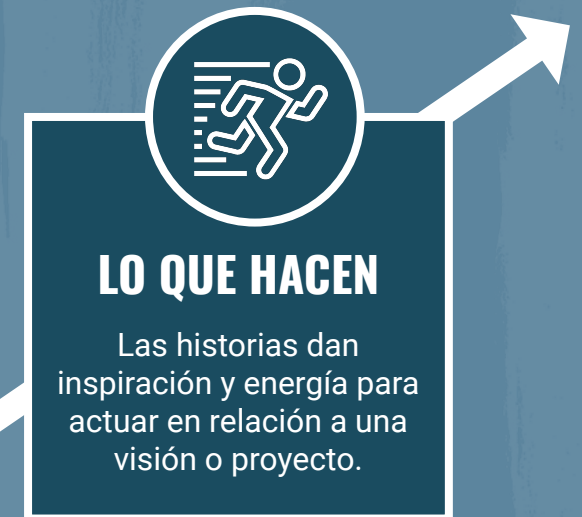 LO QUE HACEN
Las historias dan
inspiración y energía para
actuar en relación a una
visión o proyecto.